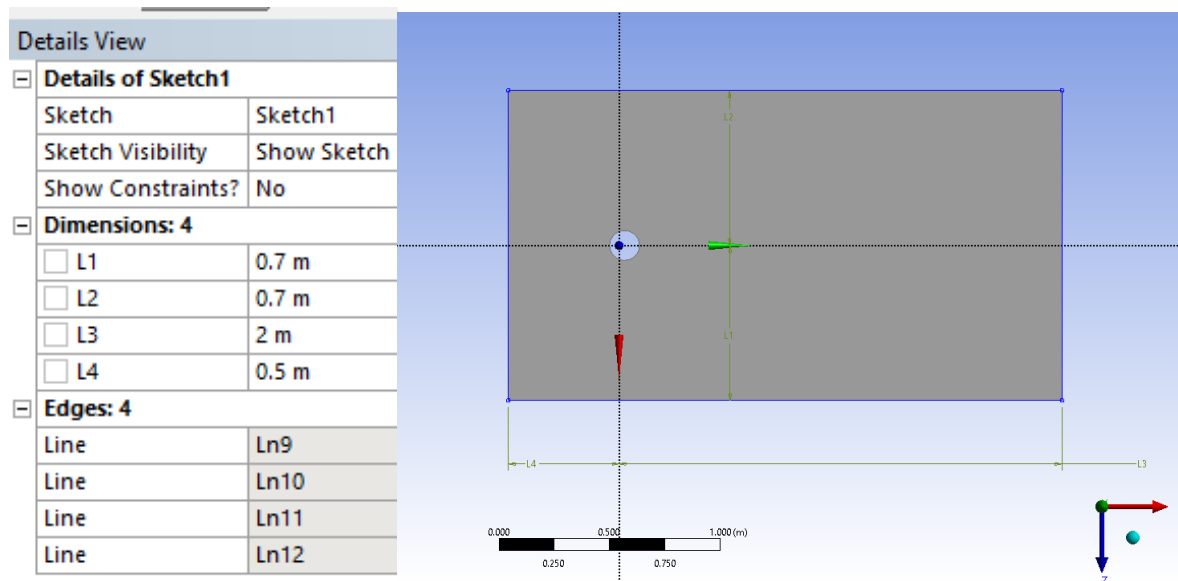 Details View
Details of Sketch1
Sketch Sketch1
Sketch Visibility Show Sketch
Show Constraints? No
Dimensions: 4
L1 0.7 m
L2 0.7 m
L3 2 m
L4 0.5 m
Edges: 4
Line Ln9
Line Ln10
Line Ln11
Line Ln12
L2
L1
L4
L3
0.000 0.500 1.000 (m)
0.250 0.750
Z